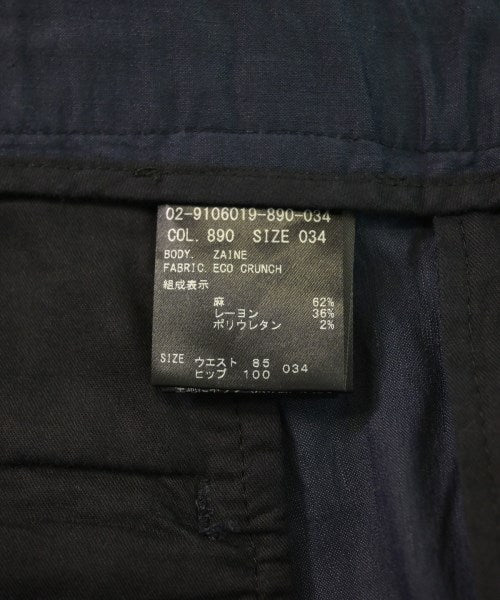 02-9106019-890-034
COL. 890 SIZE 034
BODY. ZAINE
FABRIC. ECO CRUNCH
組成表示
麻 62%
レーヨン 36%
ポリウレタン 2%
SIZE ウエスト 85 034
ヒップ 100